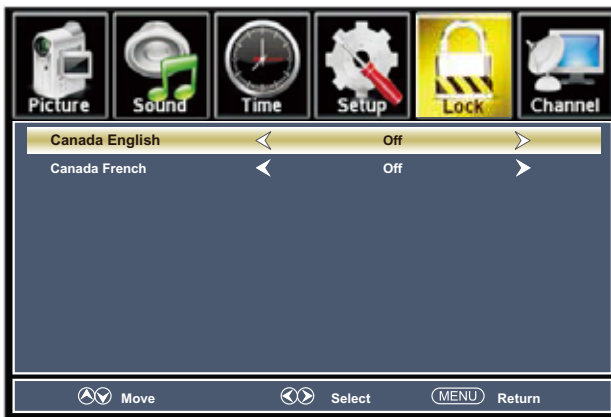 Picture Sound Time Setup Lock Channel
Canada English Off
Canada French Off
Move Select MENU Return